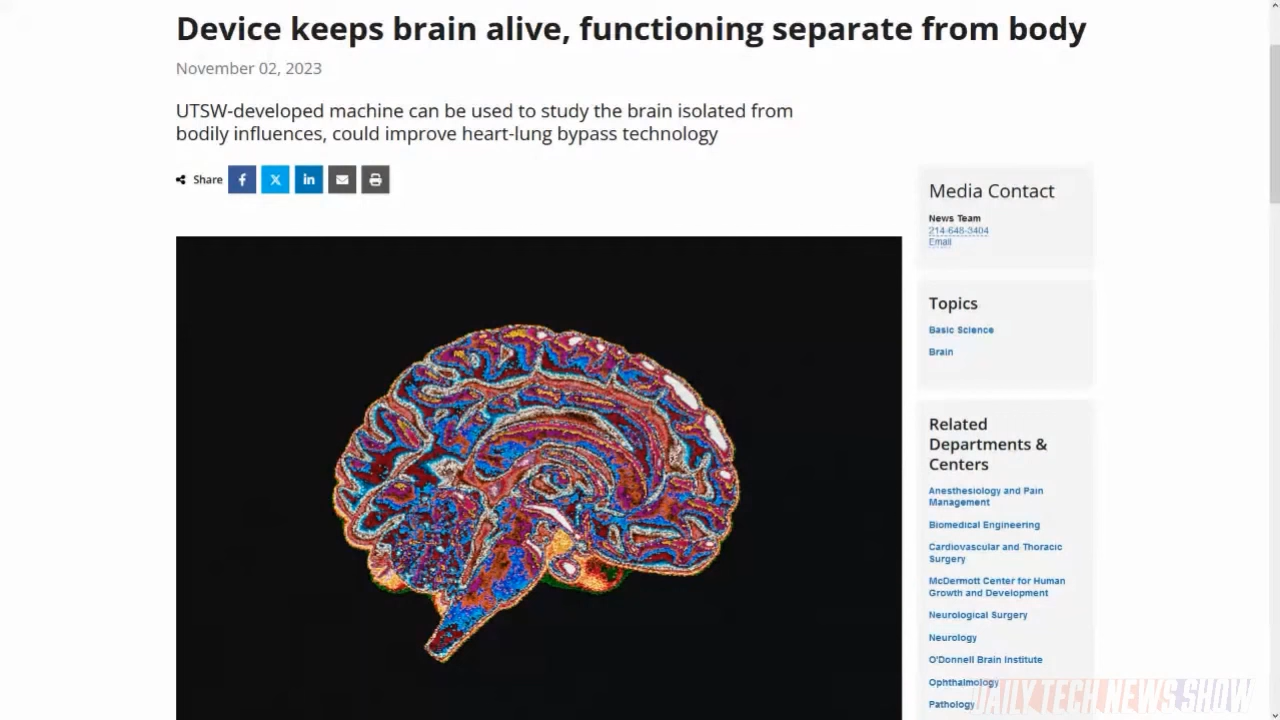 Device keeps brain alive, functioning separate from body
November 02, 2023
UTSW-developed machine can be used to study the brain isolated from
bodily influences, could improve heart-lung bypass technology
Share
Media Contact
News Team
214-648-3404
Email
Topics
Basic Science
Brain
Related
Departments &
Centers
Anesthesiology and Pain
Management
Biomedical Engineering
Cardiovascular and Thoracic
Surgery
McDermott Center for Human
Growth and Development
Neurological Surgery
Neurology
O'Donnell Brain Institute
Ophthalmology
Pathology
DAILY TECH NEWS SHOW